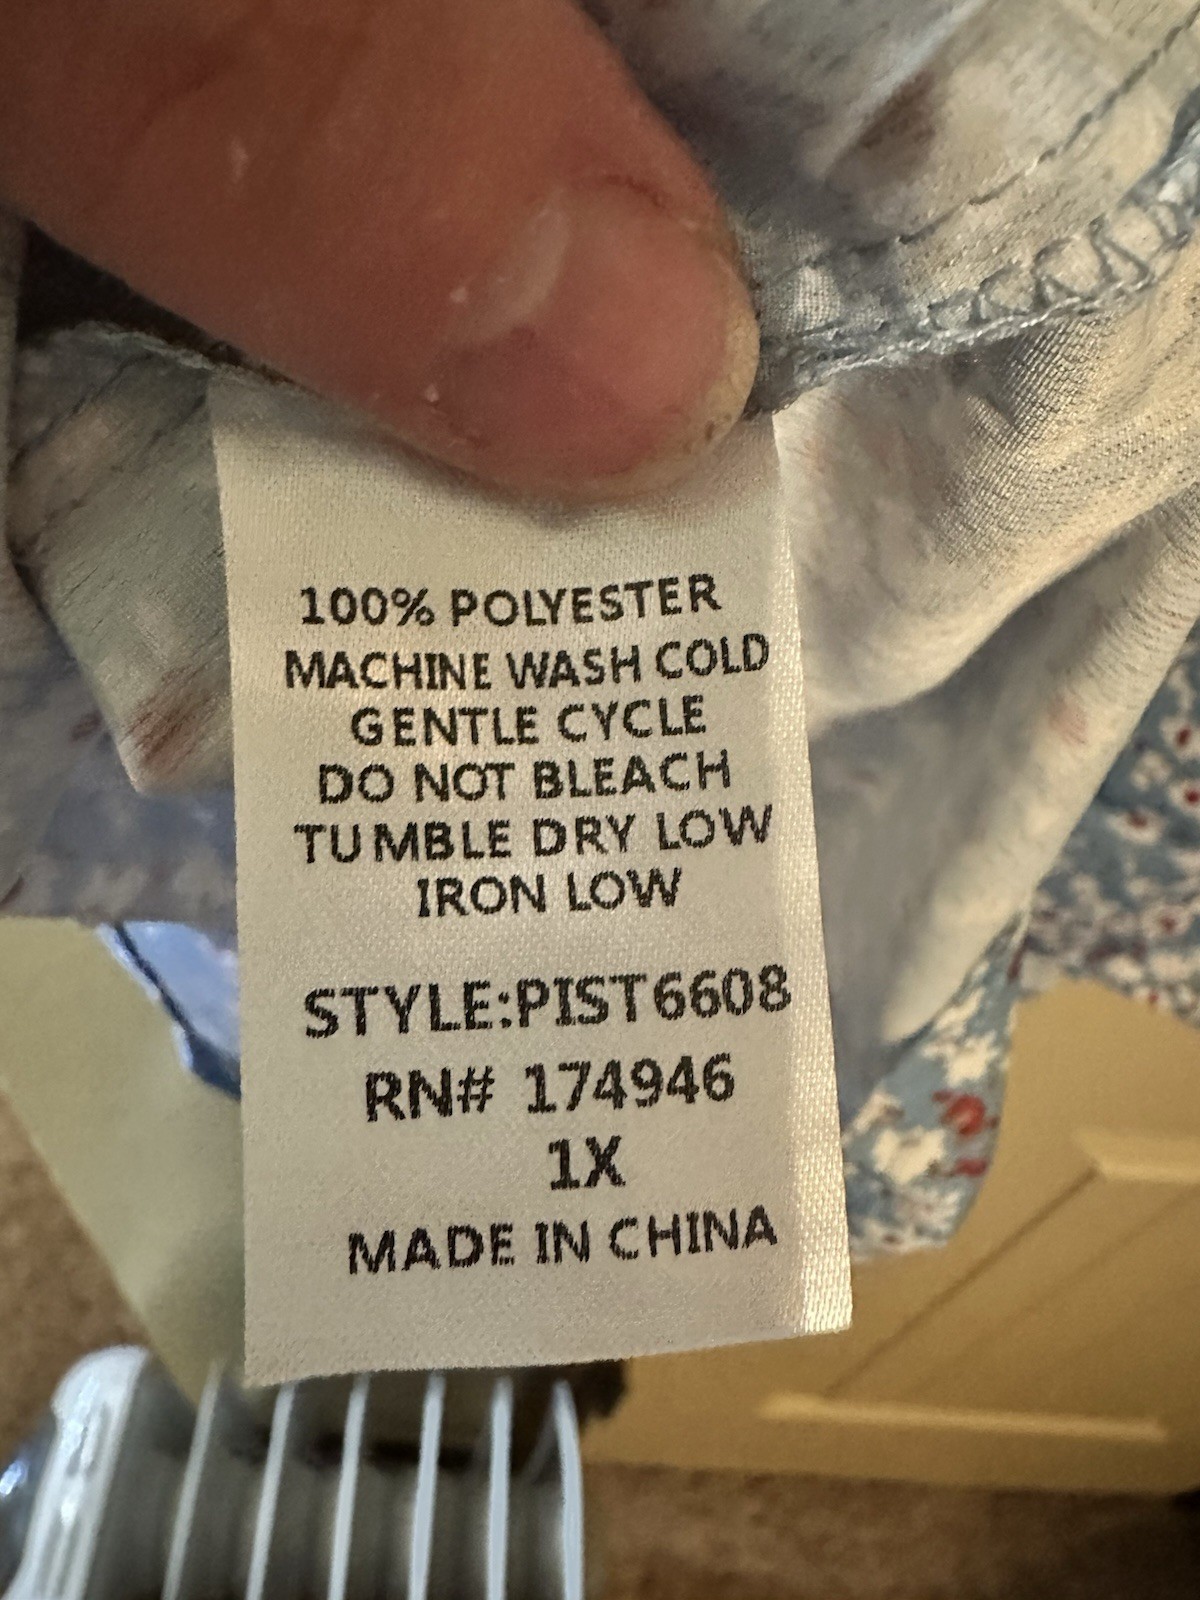 100% POLYESTER
MACHINE WASH COLD
GENTLE CYCLE
DO NOT BLEACH
TUMBLE DRY LOW
IRON LOW
STYLE:PIST6608
RN# 174946
1X
MADE IN CHINA